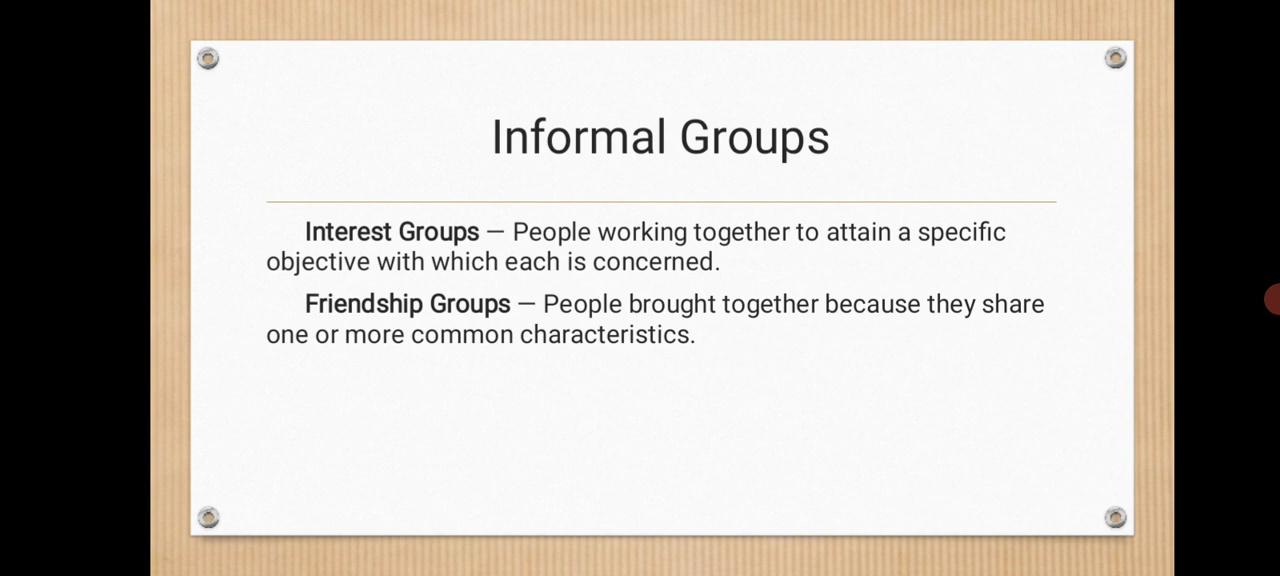 Informal Groups
Interest Groups — People working together to attain a specific
objective with which each is concerned.
Friendship Groups — People brought together because they share
one or more common characteristics.